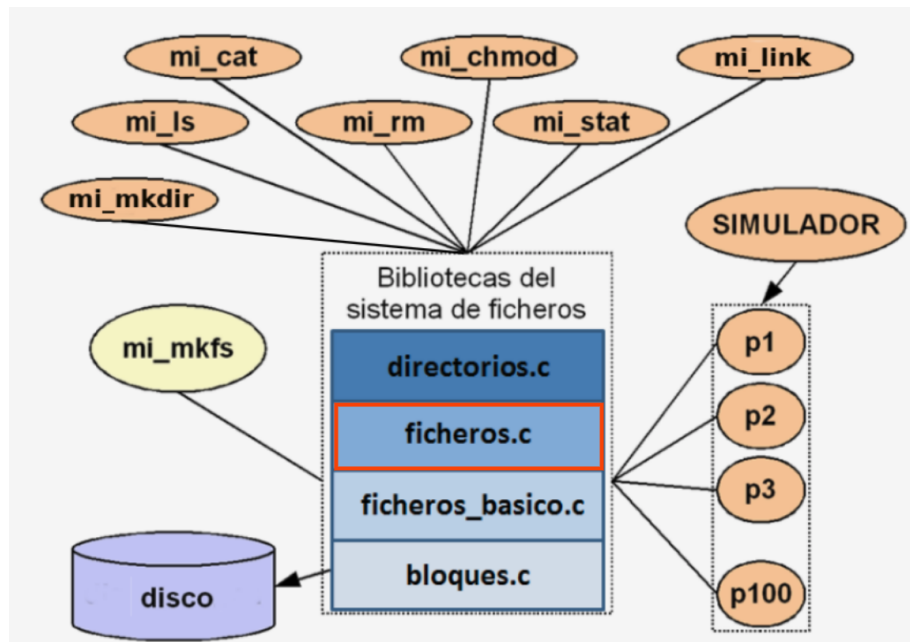 mi_cat
mi_chmod
mi_link
mi_ls
mi_rm
mi_stat
mi_mkdir
SIMULADOR
Bibliotecas del
sistema de ficheros
mi_mkfs
directorios.c
ficheros.c
ficheros_basico.c
bloques.c
disco
p1
p2
p3
p100